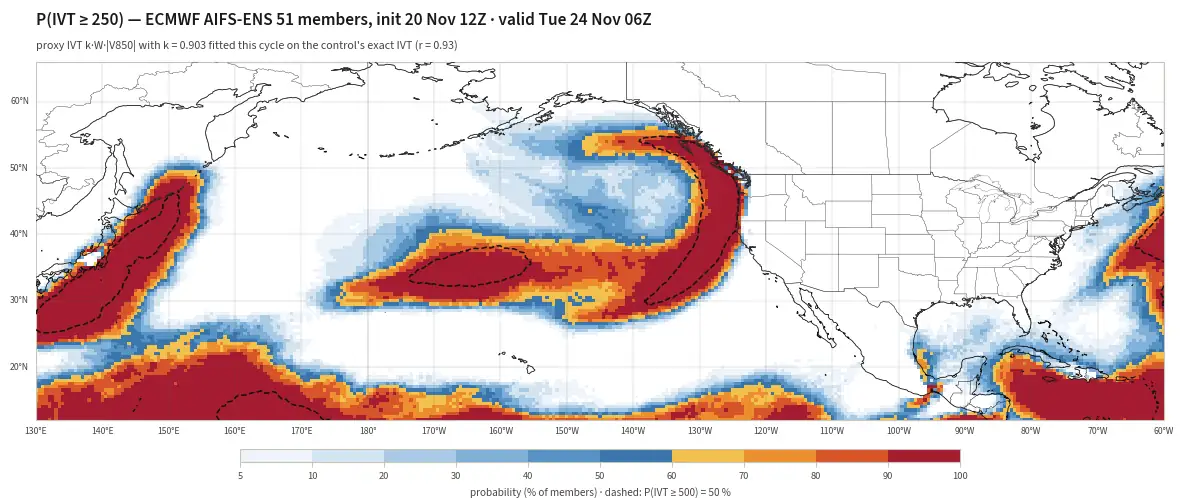 P(IVT ≥ 250) — ECMWF AIFS-ENS 51 members, init 20 Nov 12Z · valid Tue 24 Nov 06Z
proxy IVT k·W·|V850| with k = 0.903 fitted this cycle on the control's exact IVT (r = 0.93)
60°N
50°N
40°N
30°N
20°N
130°E 140°E 150°E 160°E 170°E 180° 170°W 160°W 150°W 140°W 130°W 120°W 110°W 100°W 90°W 80°W 70°W 60°W
5 10 20 30 40 50 60 70 80 90 100
probability (% of members) · dashed: P(IVT ≥ 500) = 50 %